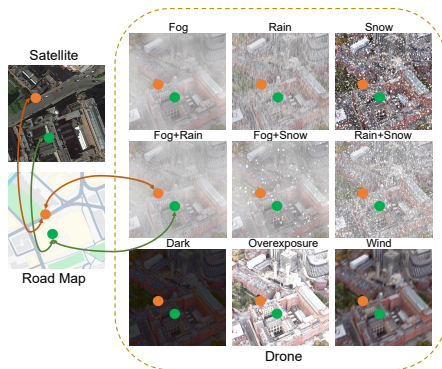 Satellite
Road Map
Fog
Rain
Snow
Fog+Rain
Fog+Snow
Rain+Snow
Dark
Overexposure
Wind
Drone